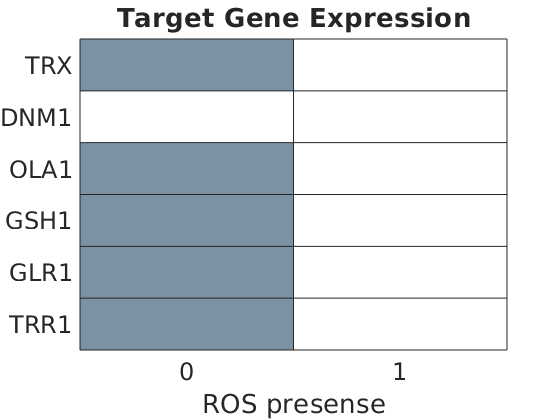 Target Gene Expression
TRX
DNM1
OLA1
GSH1
GLR1
TRR1
0 1
ROS presense